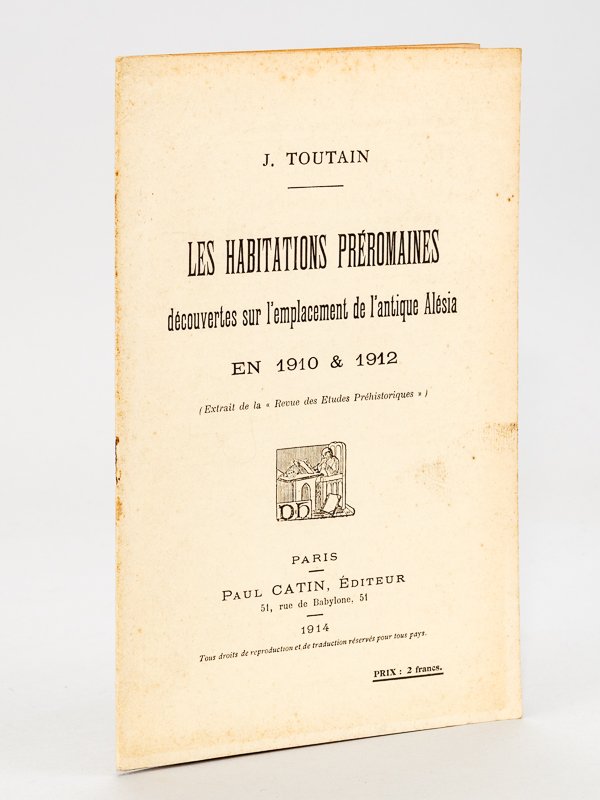 J. TOUTAIN
LES HABITATIONS PRÉROMAINES
découvertes sur l'emplacement de l'antique Alésia
EN 1910 & 1912
(Extrait de la « Revue des Etudes Préhistoriques »)
PARIS
PAUL CATIN, ÉDITEUR
51, rue de Babylone, 51
1914
Tous droits de reproduction et de traduction réservés pour tous pays.
PRIX : 2 francs.